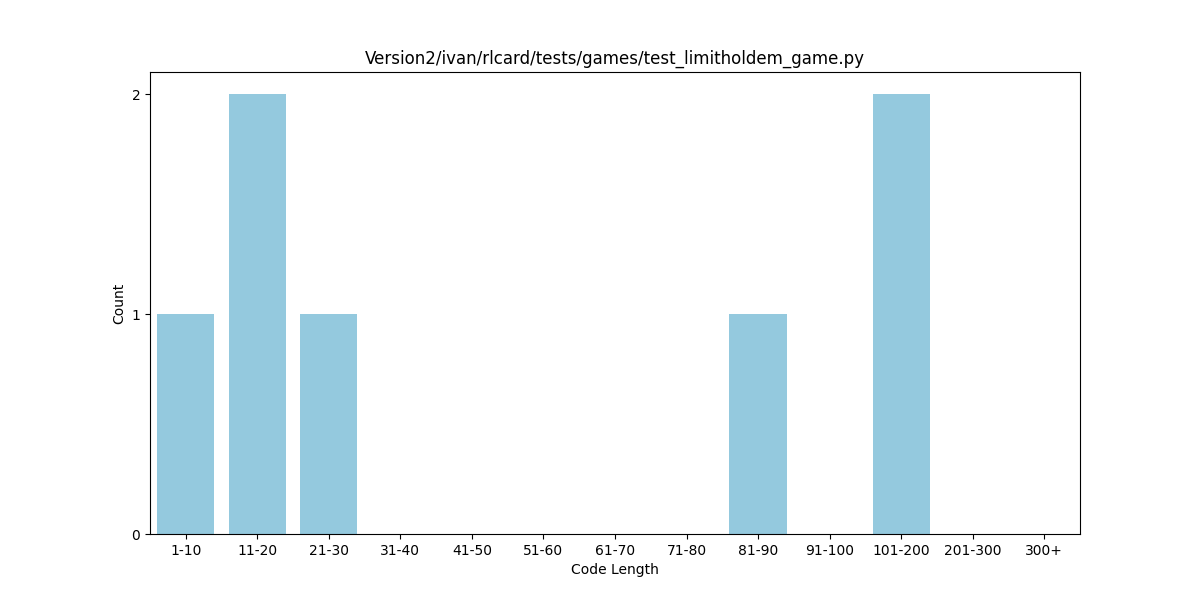 Version2/ivan/rlcard/tests/games/test_limitholdem_game.py
2
1
0
Count
1-10 11-20 21-30 31-40 41-50 51-60 61-70 71-80 81-90 91-100 101-200 201-300 300+
Code Length